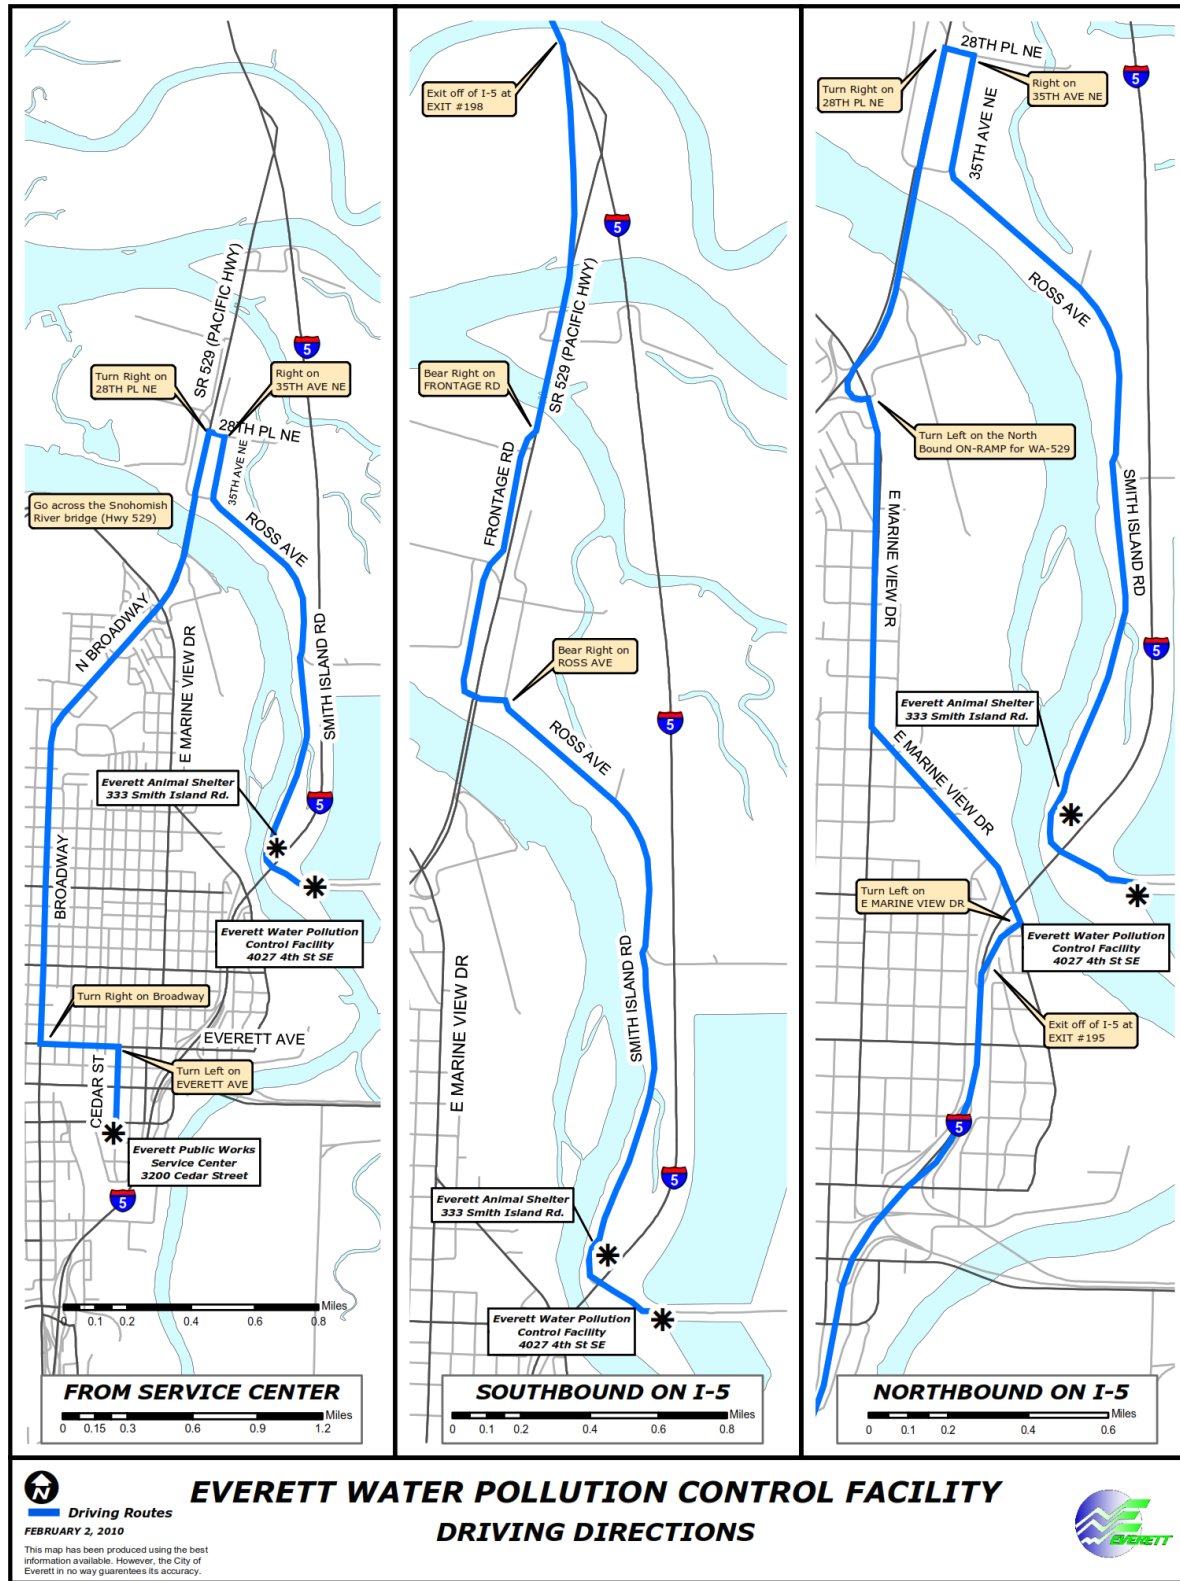 SR 529 (PACIFIC HWY)
5
Turn Right on
28TH PL NE
Right on
35TH AVE NE
28TH PL NE
35TH AVE NE
Go across the Snohomish
River bridge (Hwy 529)
ROSS AVE
N BROADWAY
E MARINE VIEW DR
SMITH ISLAND RD
Everett Animal Shelter
333 Smith Island Rd.
5
BROADWAY
Everett Water Pollution
Control Facility
4027 4th St SE
Turn Right on Broadway
EVERETT AVE
Turn Left on
EVERETT AVE
CEDAR ST
Everett Public Works
Service Center
3200 Cedar Street
5
Miles
0 0.1 0.2 0.4 0.6 0.8
FROM SERVICE CENTER
Miles
0 0.15 0.3 0.6 0.9 1.2
Exit off of I-5 at
EXIT #198
5
SR 529 (PACIFIC HWY)
Bear Right on
FRONTAGE RD
FRONTAGE RD
Bear Right on
ROSS AVE
5
ROSS AVE
SMITH ISLAND RD
E MARINE VIEW DR
5
Everett Animal Shelter
333 Smith Island Rd.
Everett Water Pollution
Control Facility
4027 4th St SE
SOUTHBOUND ON I-5
Miles
0 0.1 0.2 0.4 0.6 0.8
28TH PL NE
5
Turn Right on
28TH PL NE
Right on
35TH AVE NE
35TH AVE NE
ROSS AVE
Turn Left on the North
Bound ON-RAMP for WA-529
SMITH ISLAND RD
E MARINE VIEW DR
5
Everett Animal Shelter
333 Smith Island Rd.
E MARINE VIEW DR
Turn Left on
E MARINE VIEW DR
Everett Water Pollution
Control Facility
4027 4th St SE
Exit off of I-5 at
EXIT #195
5
NORTHBOUND ON I-5
Miles
0 0.1 0.2 0.4 0.6
N
Driving Routes
FEBRUARY 2, 2010
This map has been produced using the best
information available. However, the City of
Everett in no way guarentees its accuracy.
EVERETT WATER POLLUTION CONTROL FACILITY
DRIVING DIRECTIONS
EVERETT